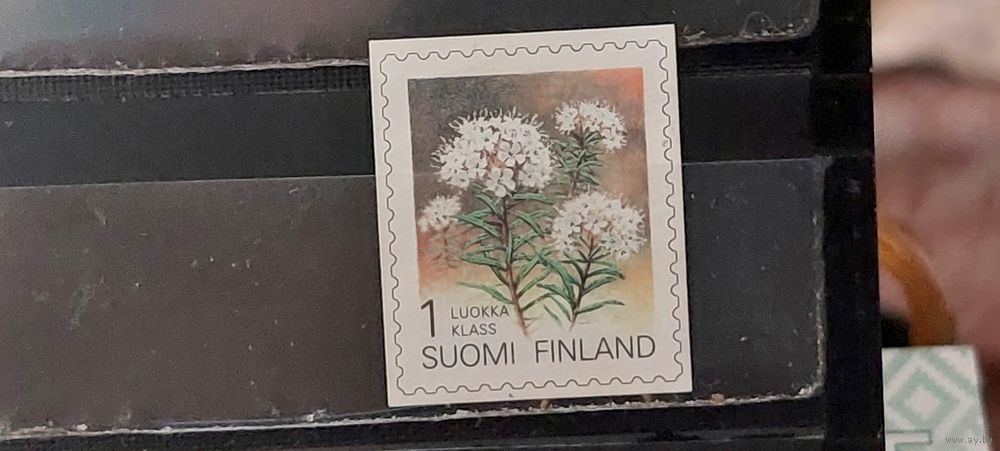 1 LUOKKA
KLASS
SUOMI FINLAND
www.ay.by